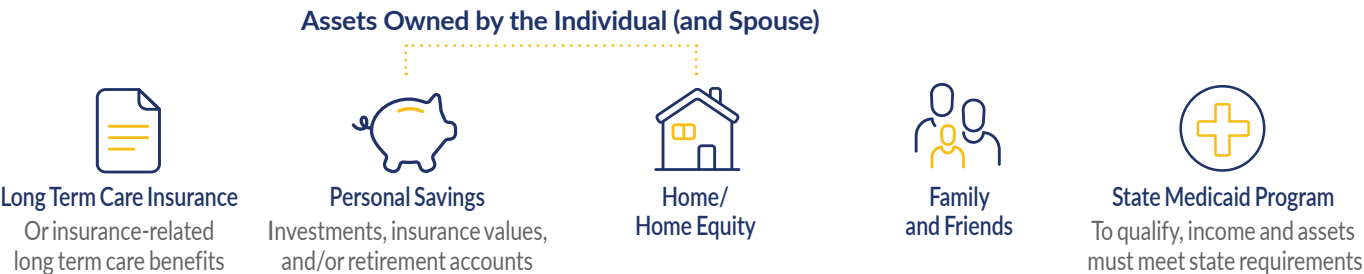 Assets Owned by the Individual (and Spouse)
Long Term Care Insurance
Or insurance-related
long term care benefits
Personal Savings
Investments, insurance values,
and/or retirement accounts
Home/
Home Equity
Family
and Friends
State Medicaid Program
To qualify, income and assets
must meet state requirements